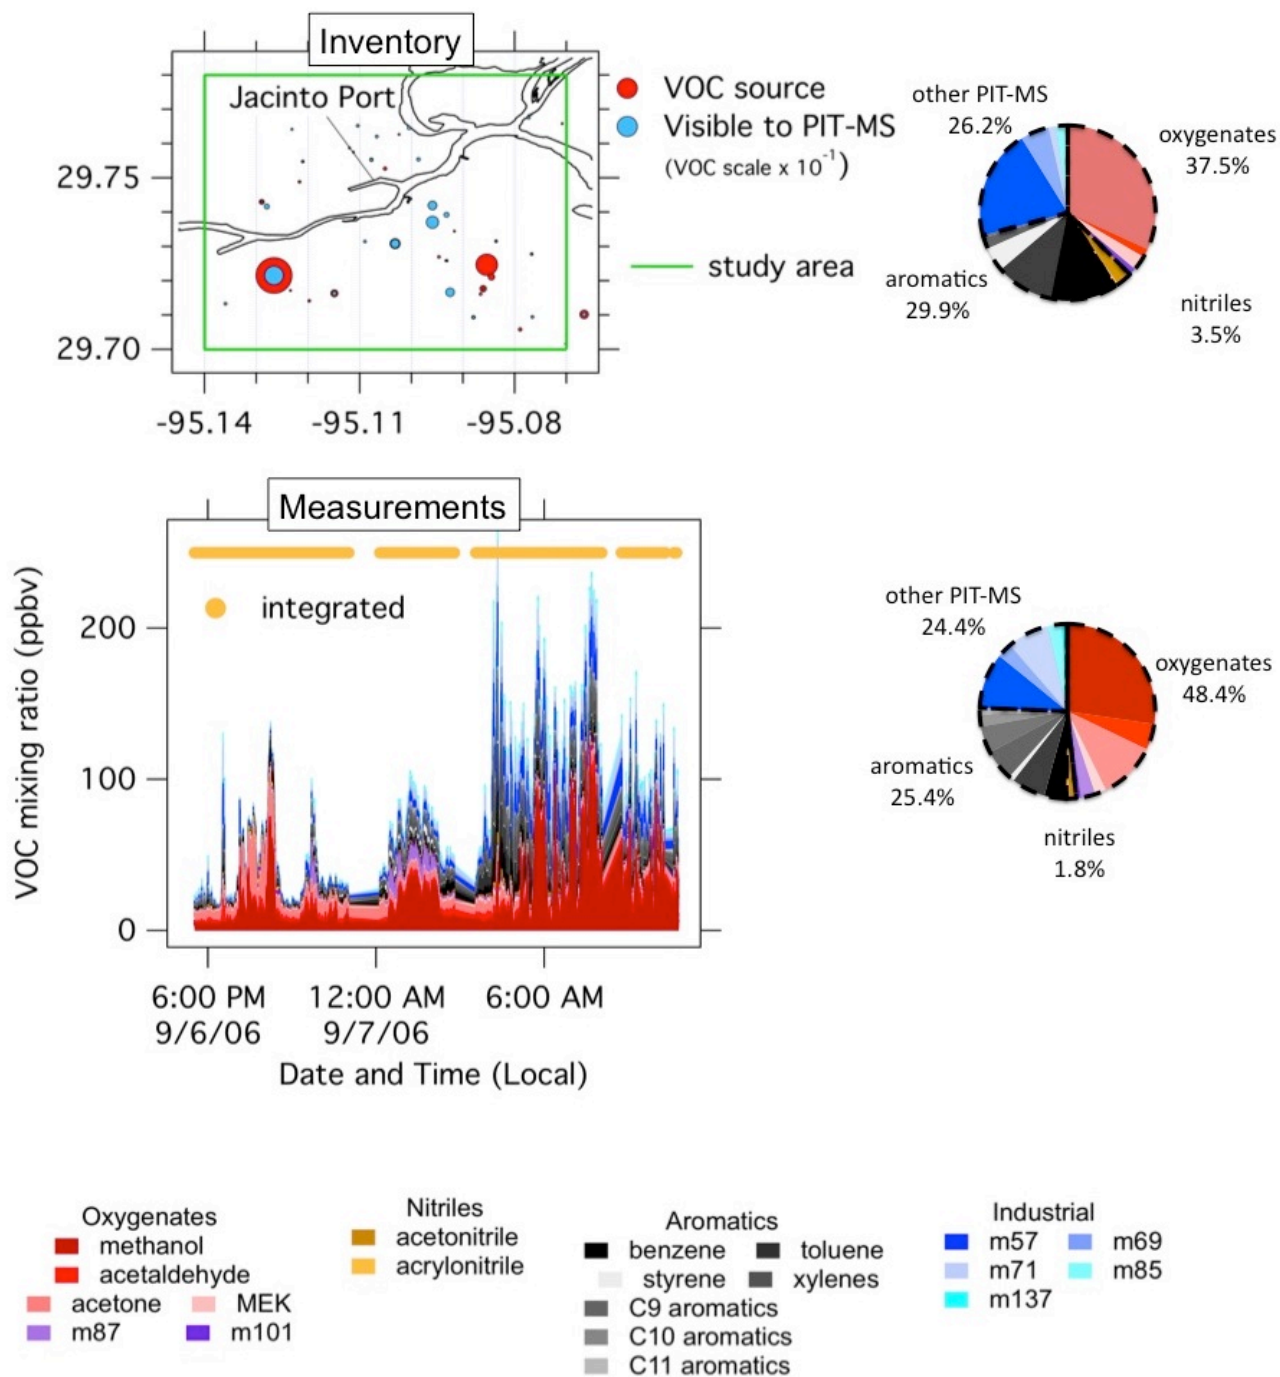 Inventory
Jacinto Port
29.75
29.70
-95.14
-95.11
-95.08
VOC source
Visible to PIT-MS
(VOC scale x 10⁻¹)
study area
other PIT-MS
26.2%
oxygenates
37.5%
aromatics
29.9%
nitriles
3.5%
Measurements
integrated
VOC mixing ratio (ppbv)
200
100
0
6:00 PM
9/6/06
12:00 AM
9/7/06
6:00 AM
Date and Time (Local)
other PIT-MS
24.4%
oxygenates
48.4%
aromatics
25.4%
nitriles
1.8%
Oxygenates
methanol
acetaldehyde
acetone MEK
m87 m101
Nitriles
acetonitrile
acrylonitrile
Aromatics
benzene toluene
styrene xylenes
C9 aromatics
C10 aromatics
C11 aromatics
Industrial
m57 m69
m71 m85
m137